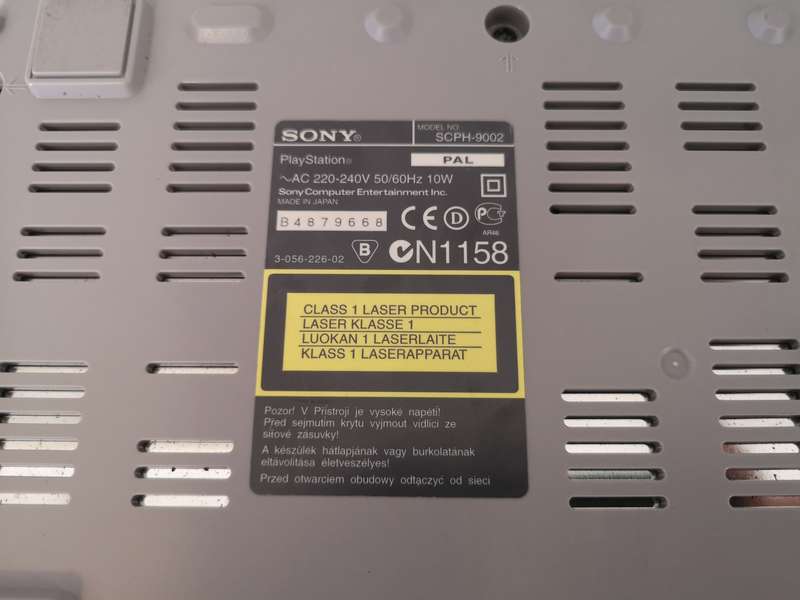 SONY®
MODEL NO.
SCPH-9002
PlayStation®
PAL
~AC 220-240V 50/60Hz 10W
Sony Computer Entertainment Inc.
MADE IN JAPAN
B4879668
CE D PC
AR46
3-056-226-02
B
N1158
CLASS 1 LASER PRODUCT
LASER KLASSE 1
LUOKAN 1 LASERLAITE
KLASS 1 LASERAPPARAT
Pozor! V Přístroji je vysoké napětí!
Před sejmutím krytu vyjmout vidlici ze
síťové zásuvky!
A készülék hátlapjának vagy burkolatának
eltávolítása életveszélyes!
Przed otwarciem obudowy odtączyć od sieci